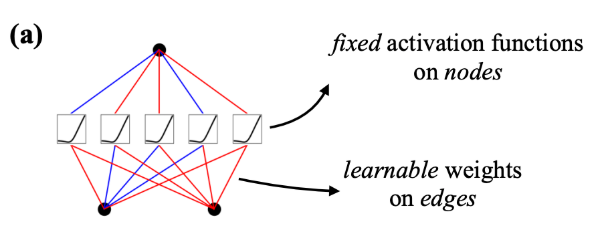 (a)
fixed activation functions
on nodes
learnable weights
on edges